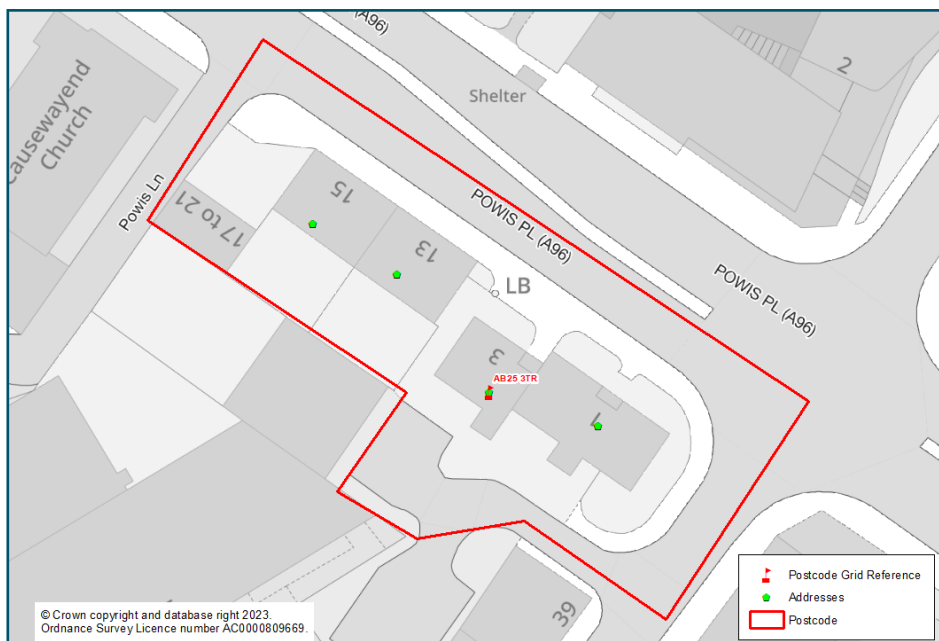 (A96)
2
Causewayend
Church
Shelter
Powis Ln
17 to 21
15
13
POWIS PL (A96)
LB
POWIS PL (A96)
3
AB25 3TR
1
39
Postcode Grid Reference
Addresses
Postcode
© Crown copyright and database right 2023.
Ordnance Survey Licence number AC0000809669.